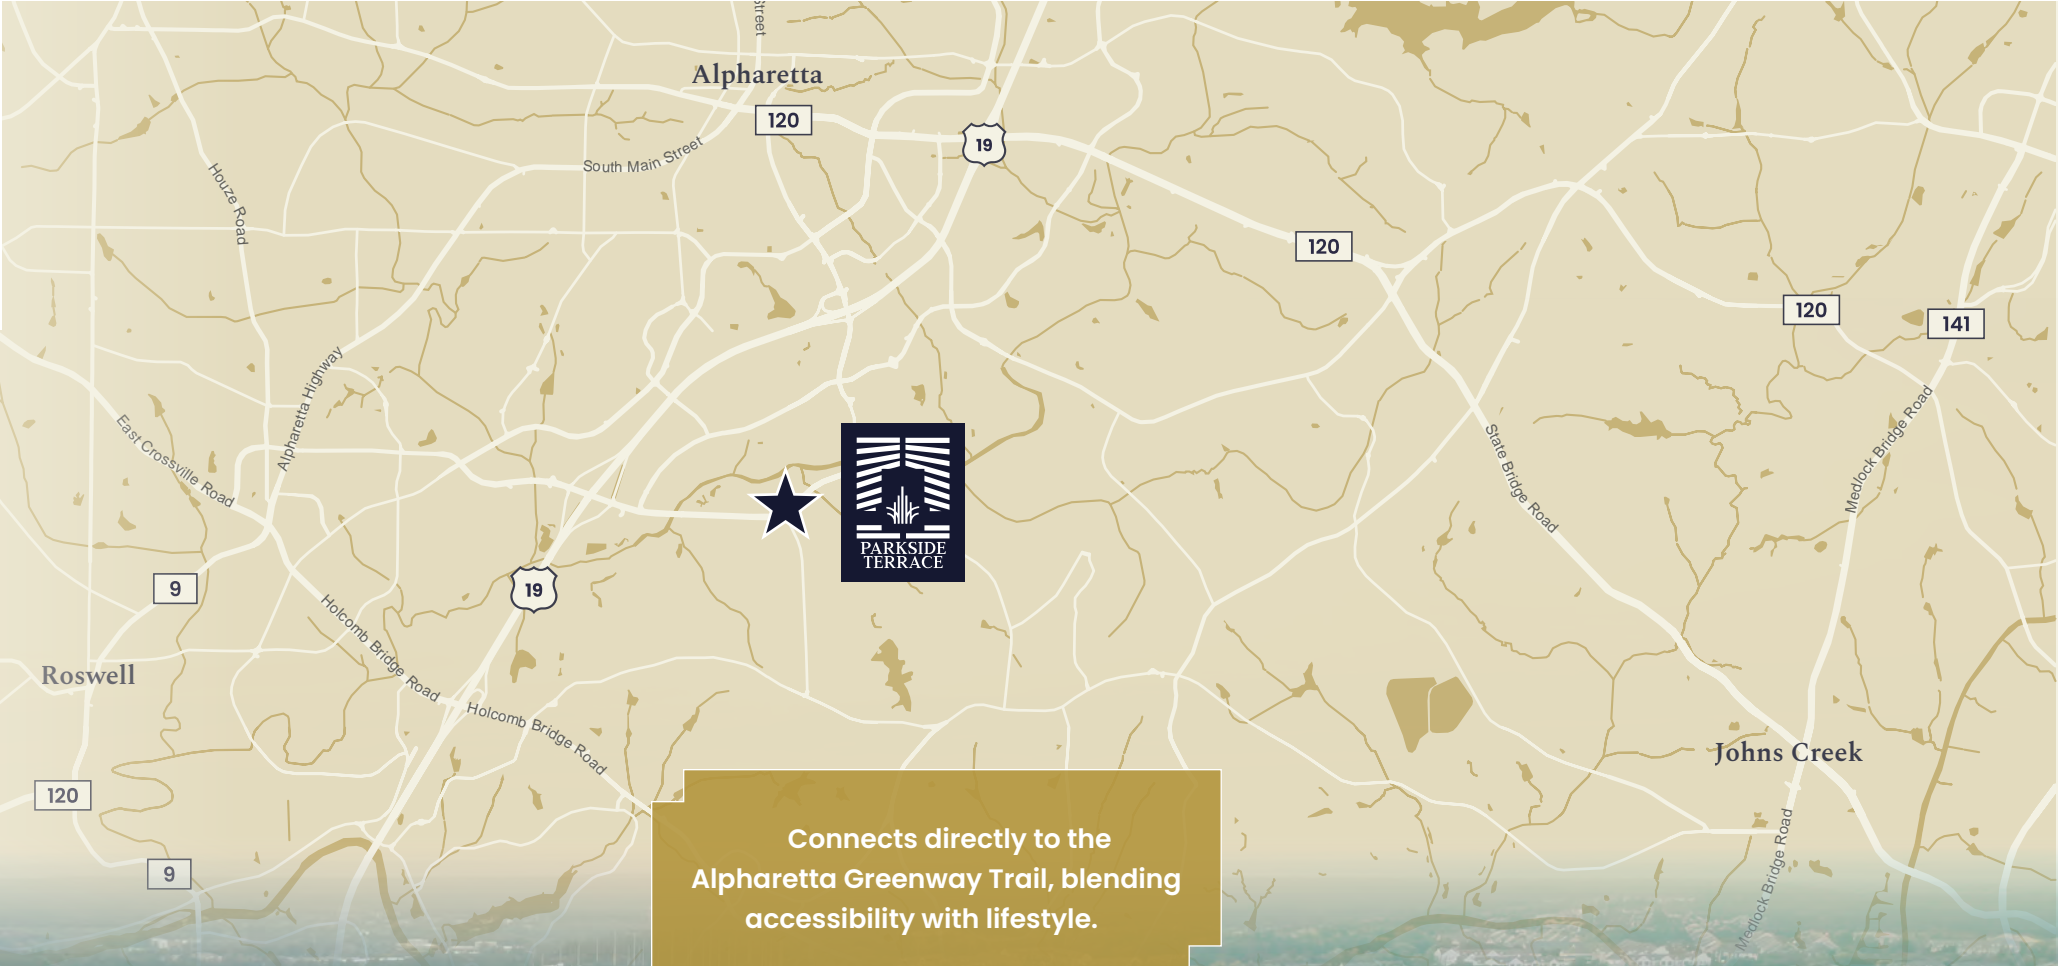 Street
Alpharetta
120
19
South Main Street
Houze Road
120
120
141
Alpharetta Highway
East Crossville Road
Medlock Bridge Road
State Bridge Road
PARKSIDE
TERRACE
9
19
Holcomb Bridge Road
Roswell
Holcomb Bridge Road
Johns Creek
120
Medlock Bridge Road
9
Connects directly to the
Alpharetta Greenway Trail, blending
accessibility with lifestyle.